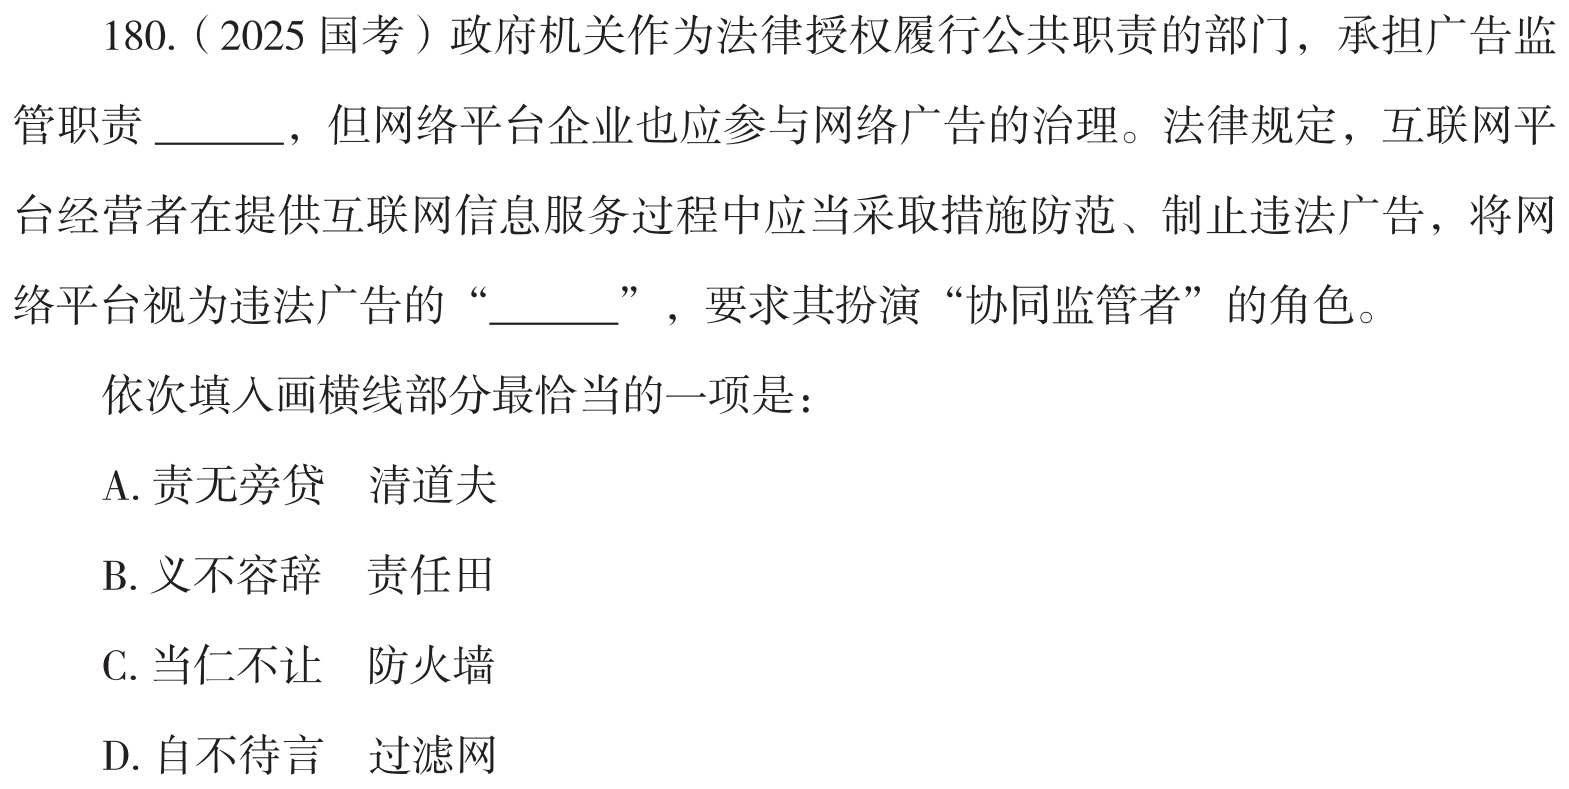 180.（2025 国考）政府机关作为法律授权履行公共职责的部门，承担广告监
管职责 ______，但网络平台企业也应参与网络广告的治理。法律规定，互联网平
台经营者在提供互联网信息服务过程中应当采取措施防范、制止违法广告，将网
络平台视为违法广告的“______”，要求其扮演“协同监管者”的角色。
依次填入画横线部分最恰当的一项是：
A. 责无旁贷　清道夫
B. 义不容辞　责任田
C. 当仁不让　防火墙
D. 自不待言　过滤网